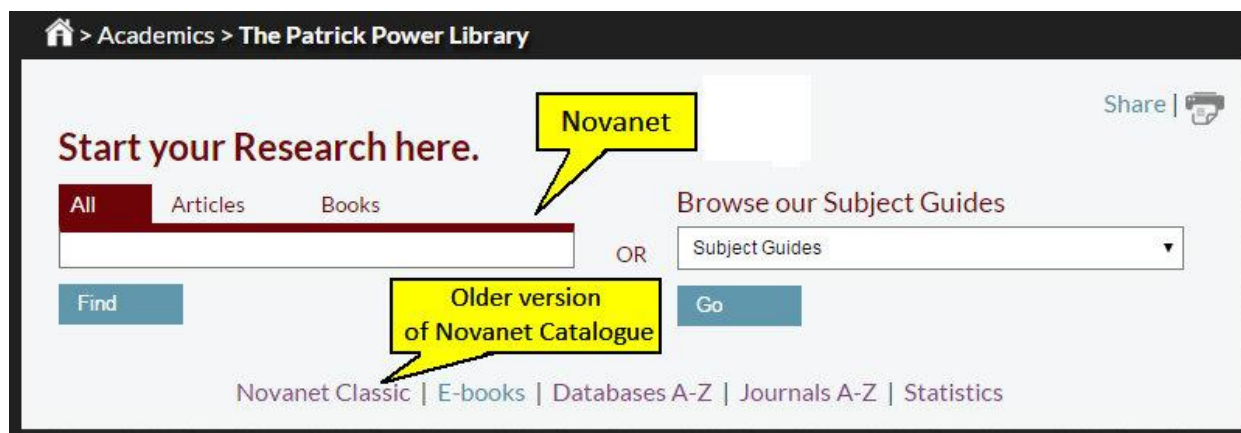 > Academics > The Patrick Power Library
Share |
Novanet
Start your Research here.
All Articles Books
Browse our Subject Guides
OR
Subject Guides
Find
Older version
of Novanet Catalogue
Go
Novanet Classic | E-books | Databases A-Z | Journals A-Z | Statistics